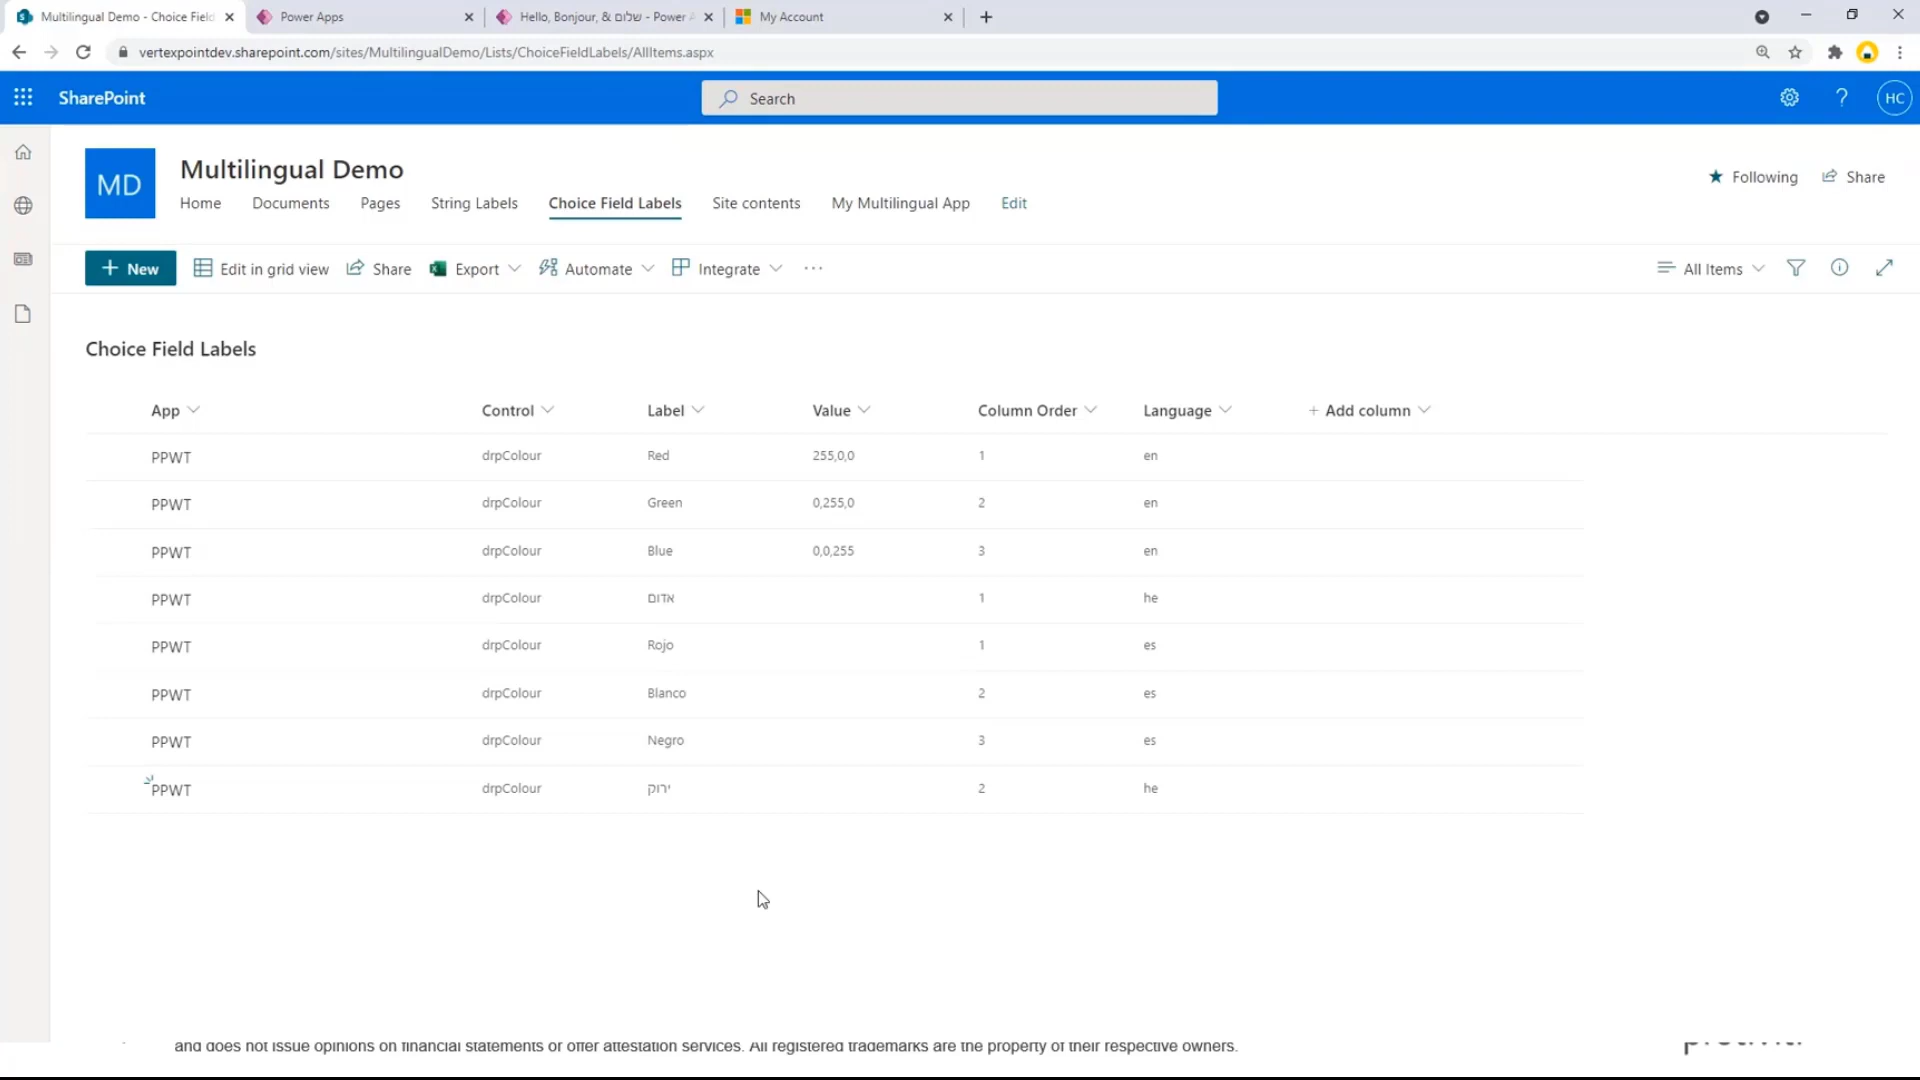 Multilingual Demo - Choice Field
Power Apps
Hello, Bonjour, & שלום - Power A
My Account
vertexpointdev.sharepoint.com/sites/MultilingualDemo/Lists/ChoiceFieldLabels/AllItems.aspx
SharePoint
Search
?
HC
MD
Multilingual Demo
Following
Share
Home
Documents
Pages
String Labels
Choice Field Labels
Site contents
My Multilingual App
Edit
+ New
Edit in grid view
Share
Export
Automate
Integrate
...
All Items
Choice Field Labels
App Control Label Value Column Order Language + Add column
PPWT drpColour Red 255,0,0 1 en
PPWT drpColour Green 0,255,0 2 en
PPWT drpColour Blue 0,0,255 3 en
PPWT drpColour אדום 1 he
PPWT drpColour Rojo 1 es
PPWT drpColour Blanco 2 es
PPWT drpColour Negro 3 es
PPWT drpColour ירוק 2 he
and does not issue opinions on financial statements or offer attestation services. All registered trademarks are the property of their respective owners.